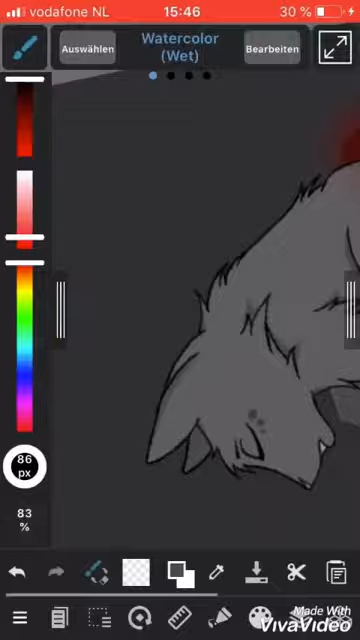 vodafone NL
15:46
30 %
Auswählen
Watercolor
(Wet)
Bearbeiten
86
px
83
%
Made With
VivaVideo